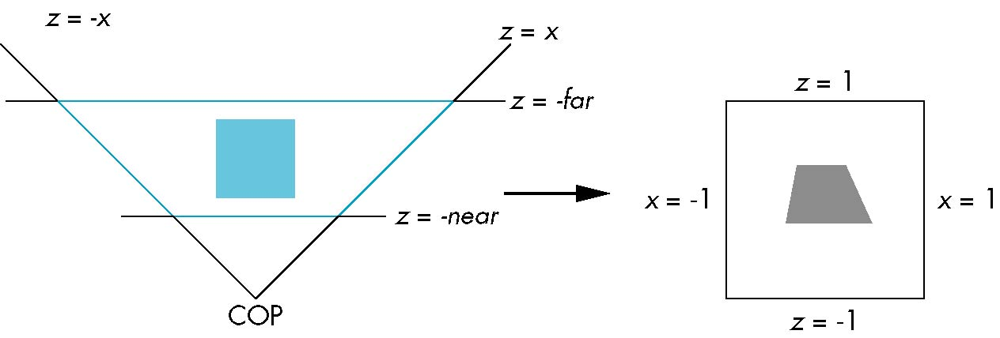 z = -x
z = x
z = -far
z = 1
x = -1
x = 1
z = -near
COP
z = -1